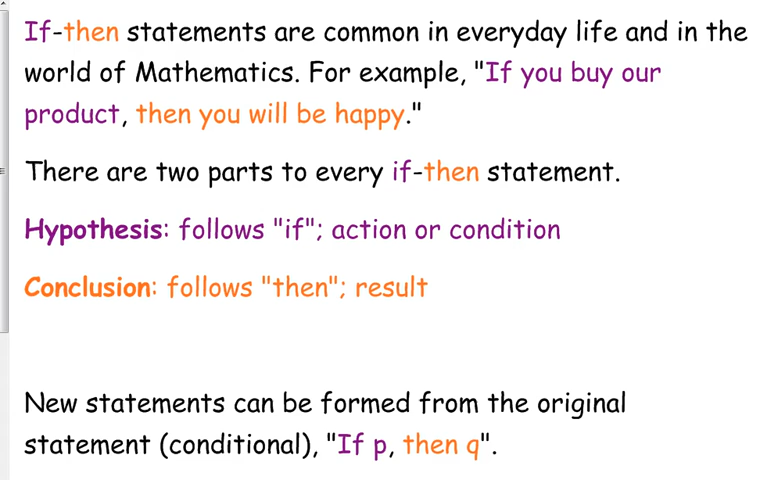 If-then statements are common in everyday life and in the
world of Mathematics. For example, "If you buy our
product, then you will be happy."
There are two parts to every if-then statement.
Hypothesis: follows "if"; action or condition
Conclusion: follows "then"; result
New statements can be formed from the original
statement (conditional), "If p, then q".